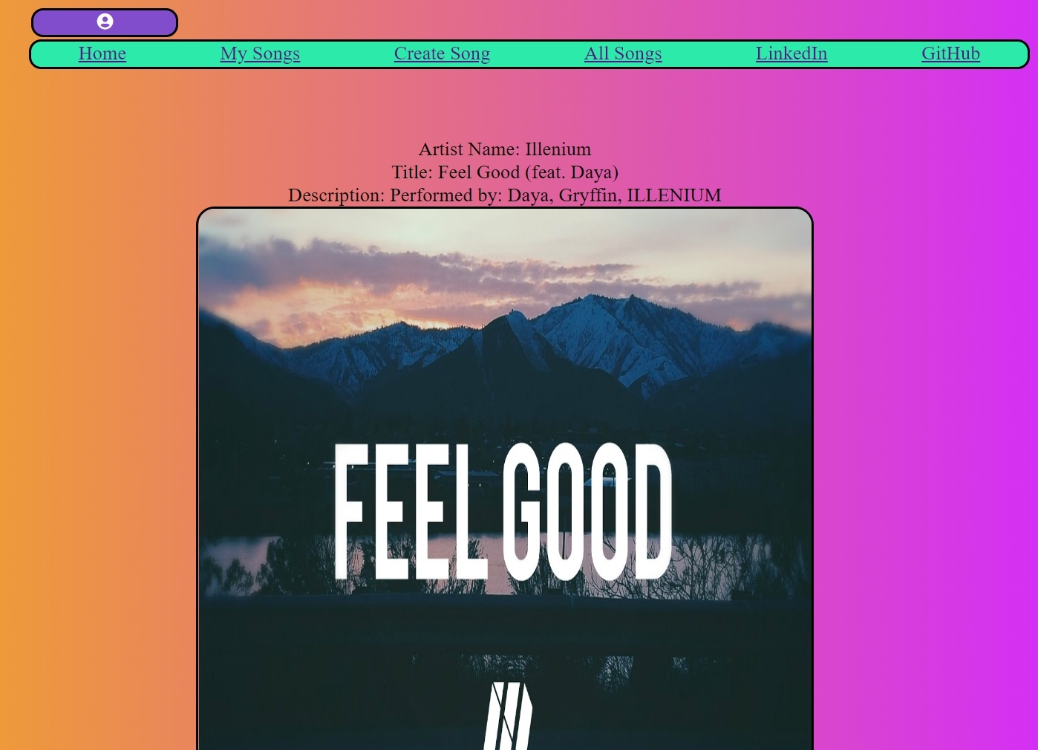 Home My Songs Create Song All Songs LinkedIn GitHub
Artist Name: Illenium
Title: Feel Good (feat. Daya)
Description: Performed by: Daya, Gryffin, ILLENIUM
FEEL GOOD